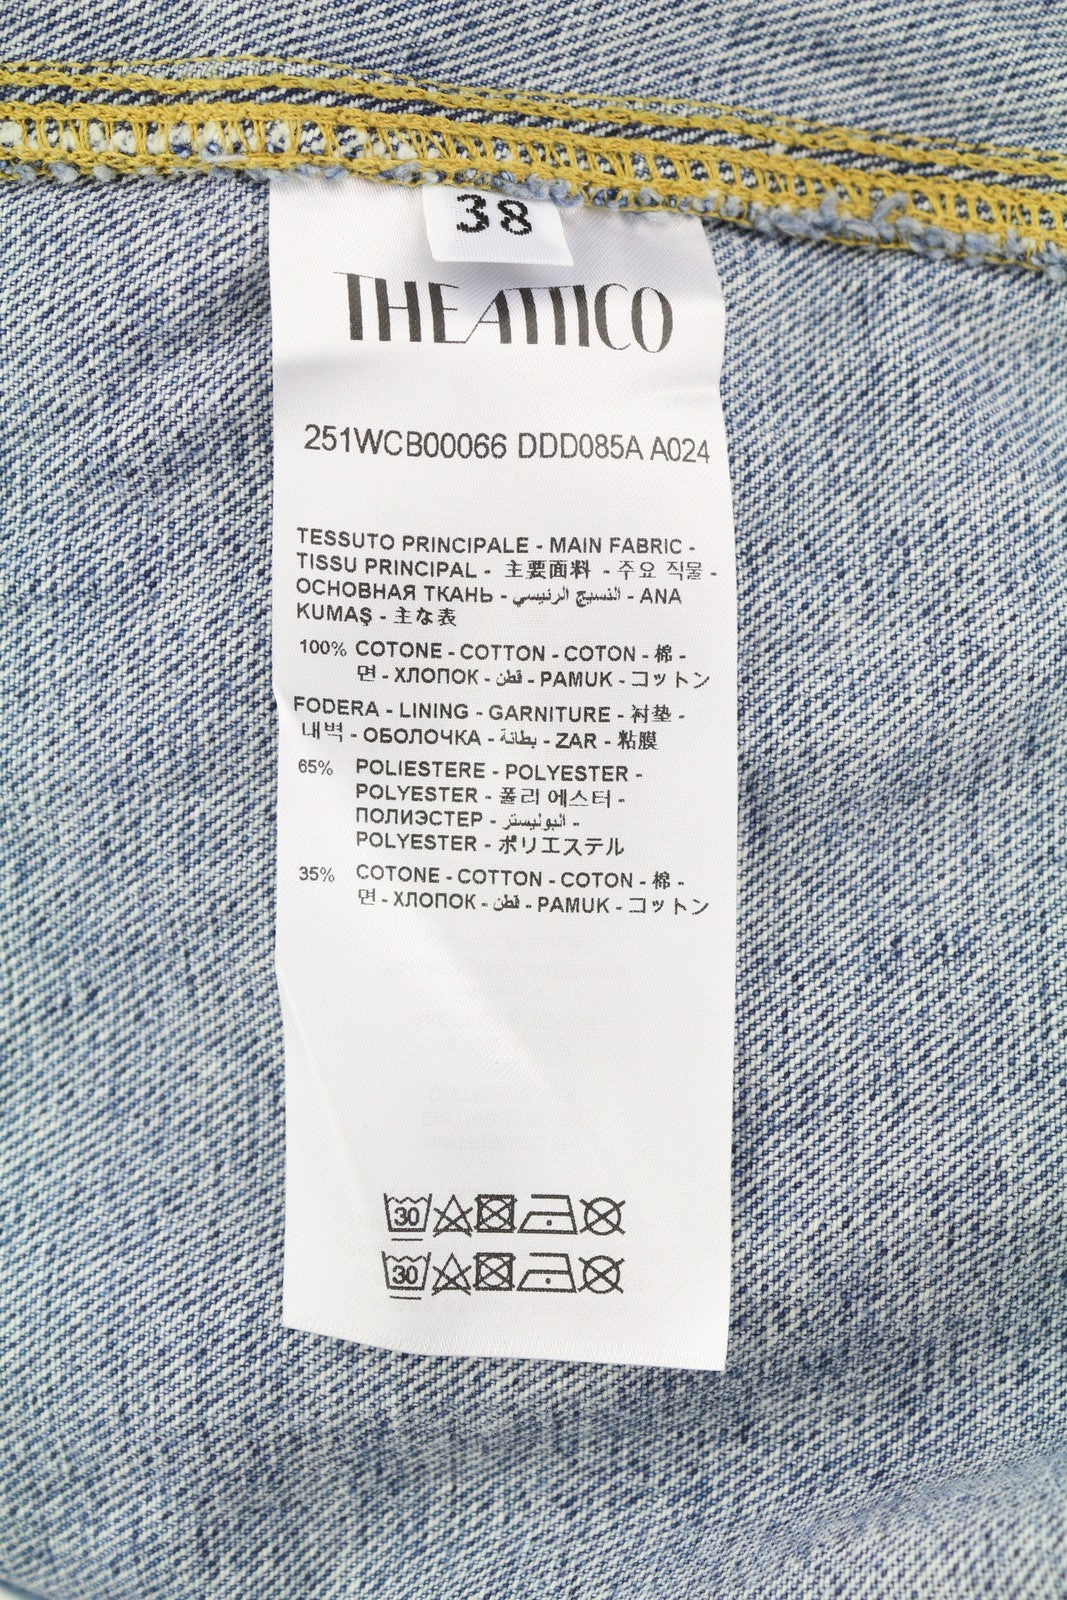 38
THE ATTICO
251WCB00066 DDD085A A024
TESSUTO PRINCIPALE - MAIN FABRIC -
TISSU PRINCIPAL - 主要面料 - 주요 직물 -
ОСНОВНАЯ ТКАНЬ - النسيج الرئيسي - ANA
KUMAŞ - 主な表
100% COTONE - COTTON - COTON - 棉 -
면 - ХЛОПОК - قطن - PAMUK - コットン
FODERA - LINING - GARNITURE - 衬垫 -
내벽 - ОБОЛОЧКА - بطانة - ZAR - 粘膜
65% POLIESTERE - POLYESTER -
POLYESTER - 폴리에스터 -
ПОЛИЭСТЕР - البوليستر -
POLYESTER - ポリエステル
35% COTONE - COTTON - COTON - 棉 -
면 - ХЛОПОК - قطن - PAMUK - コットン
30
30